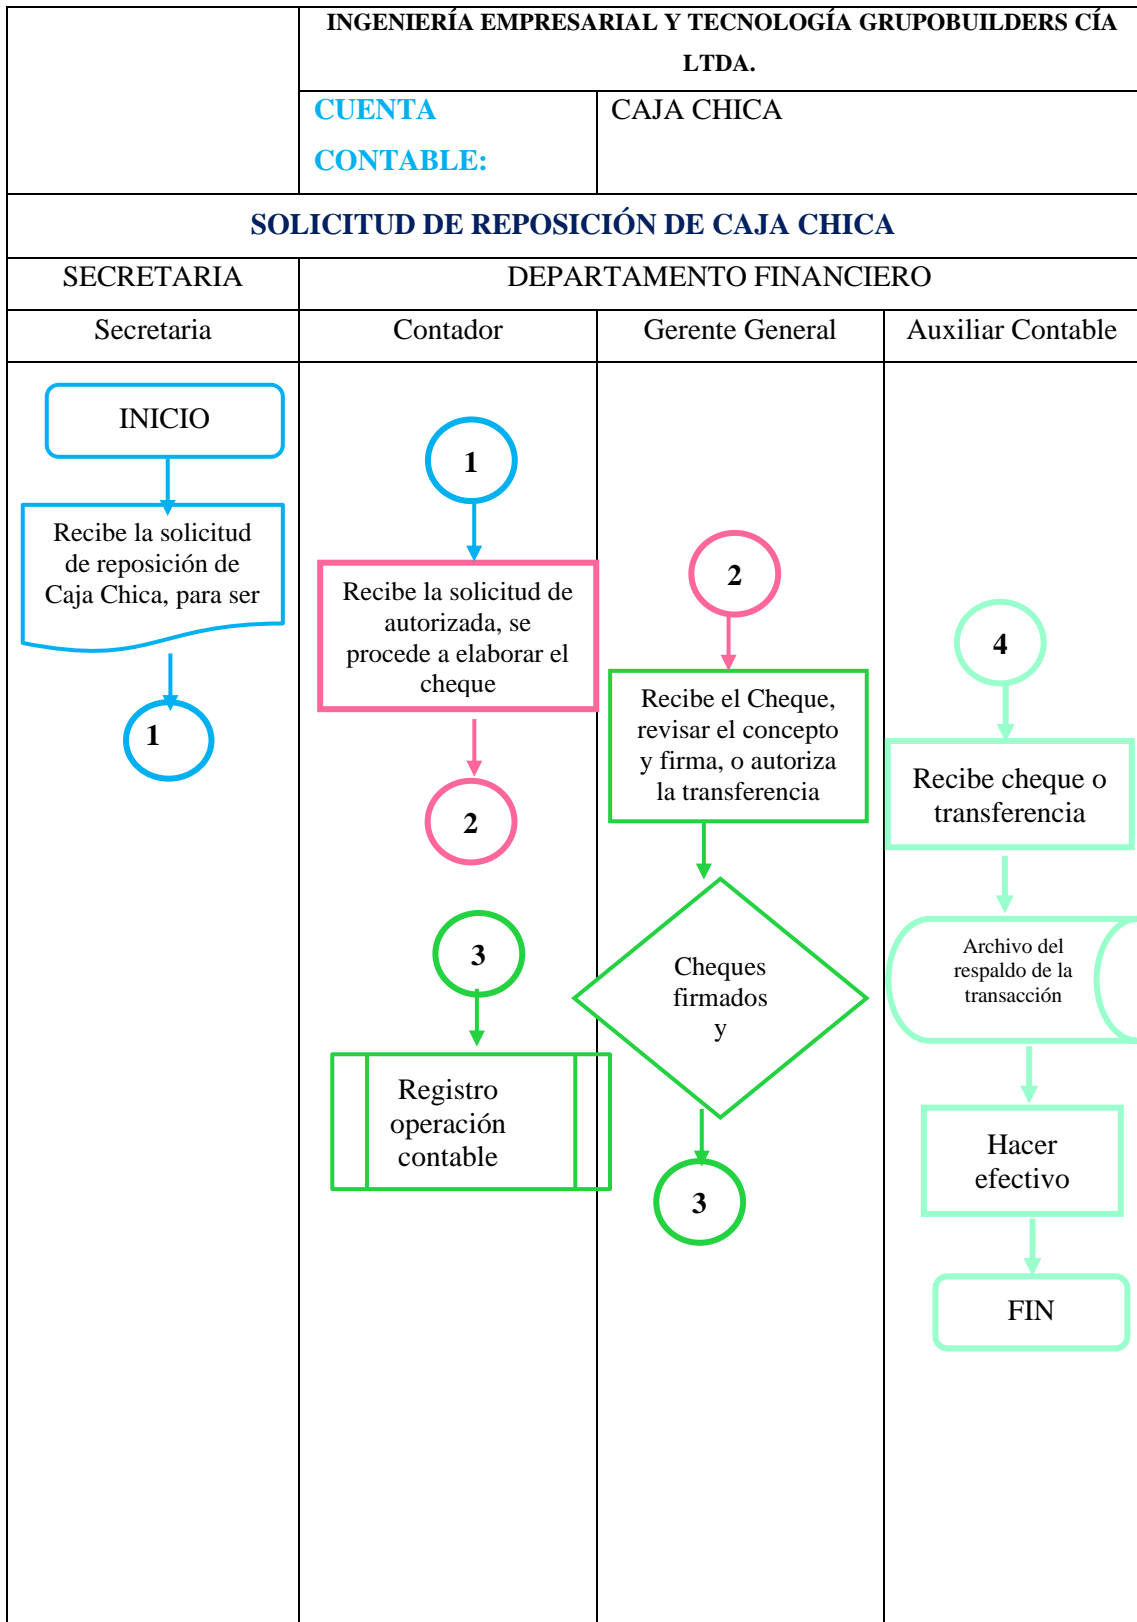 INGENIERÍA EMPRESARIAL Y TECNOLOGÍA GRUPOBUILDERS CÍA
LTDA.
CUENTA
CONTABLE:
CAJA CHICA
SOLICITUD DE REPOSICIÓN DE CAJA CHICA
SECRETARIA
DEPARTAMENTO FINANCIERO
Secretaria
Contador
Gerente General
Auxiliar Contable
INICIO
Recibe la solicitud
de reposición de
Caja Chica, para ser
1
1
Recibe la solicitud de
autorizada, se
procede a elaborar el
cheque
2
3
Registro
operación
contable
2
Recibe el Cheque,
revisar el concepto
y firma, o autoriza
la transferencia
Cheques
firmados
y
3
4
Recibe cheque o
transferencia
Archivo del
respaldo de la
transacción
Hacer
efectivo
FIN